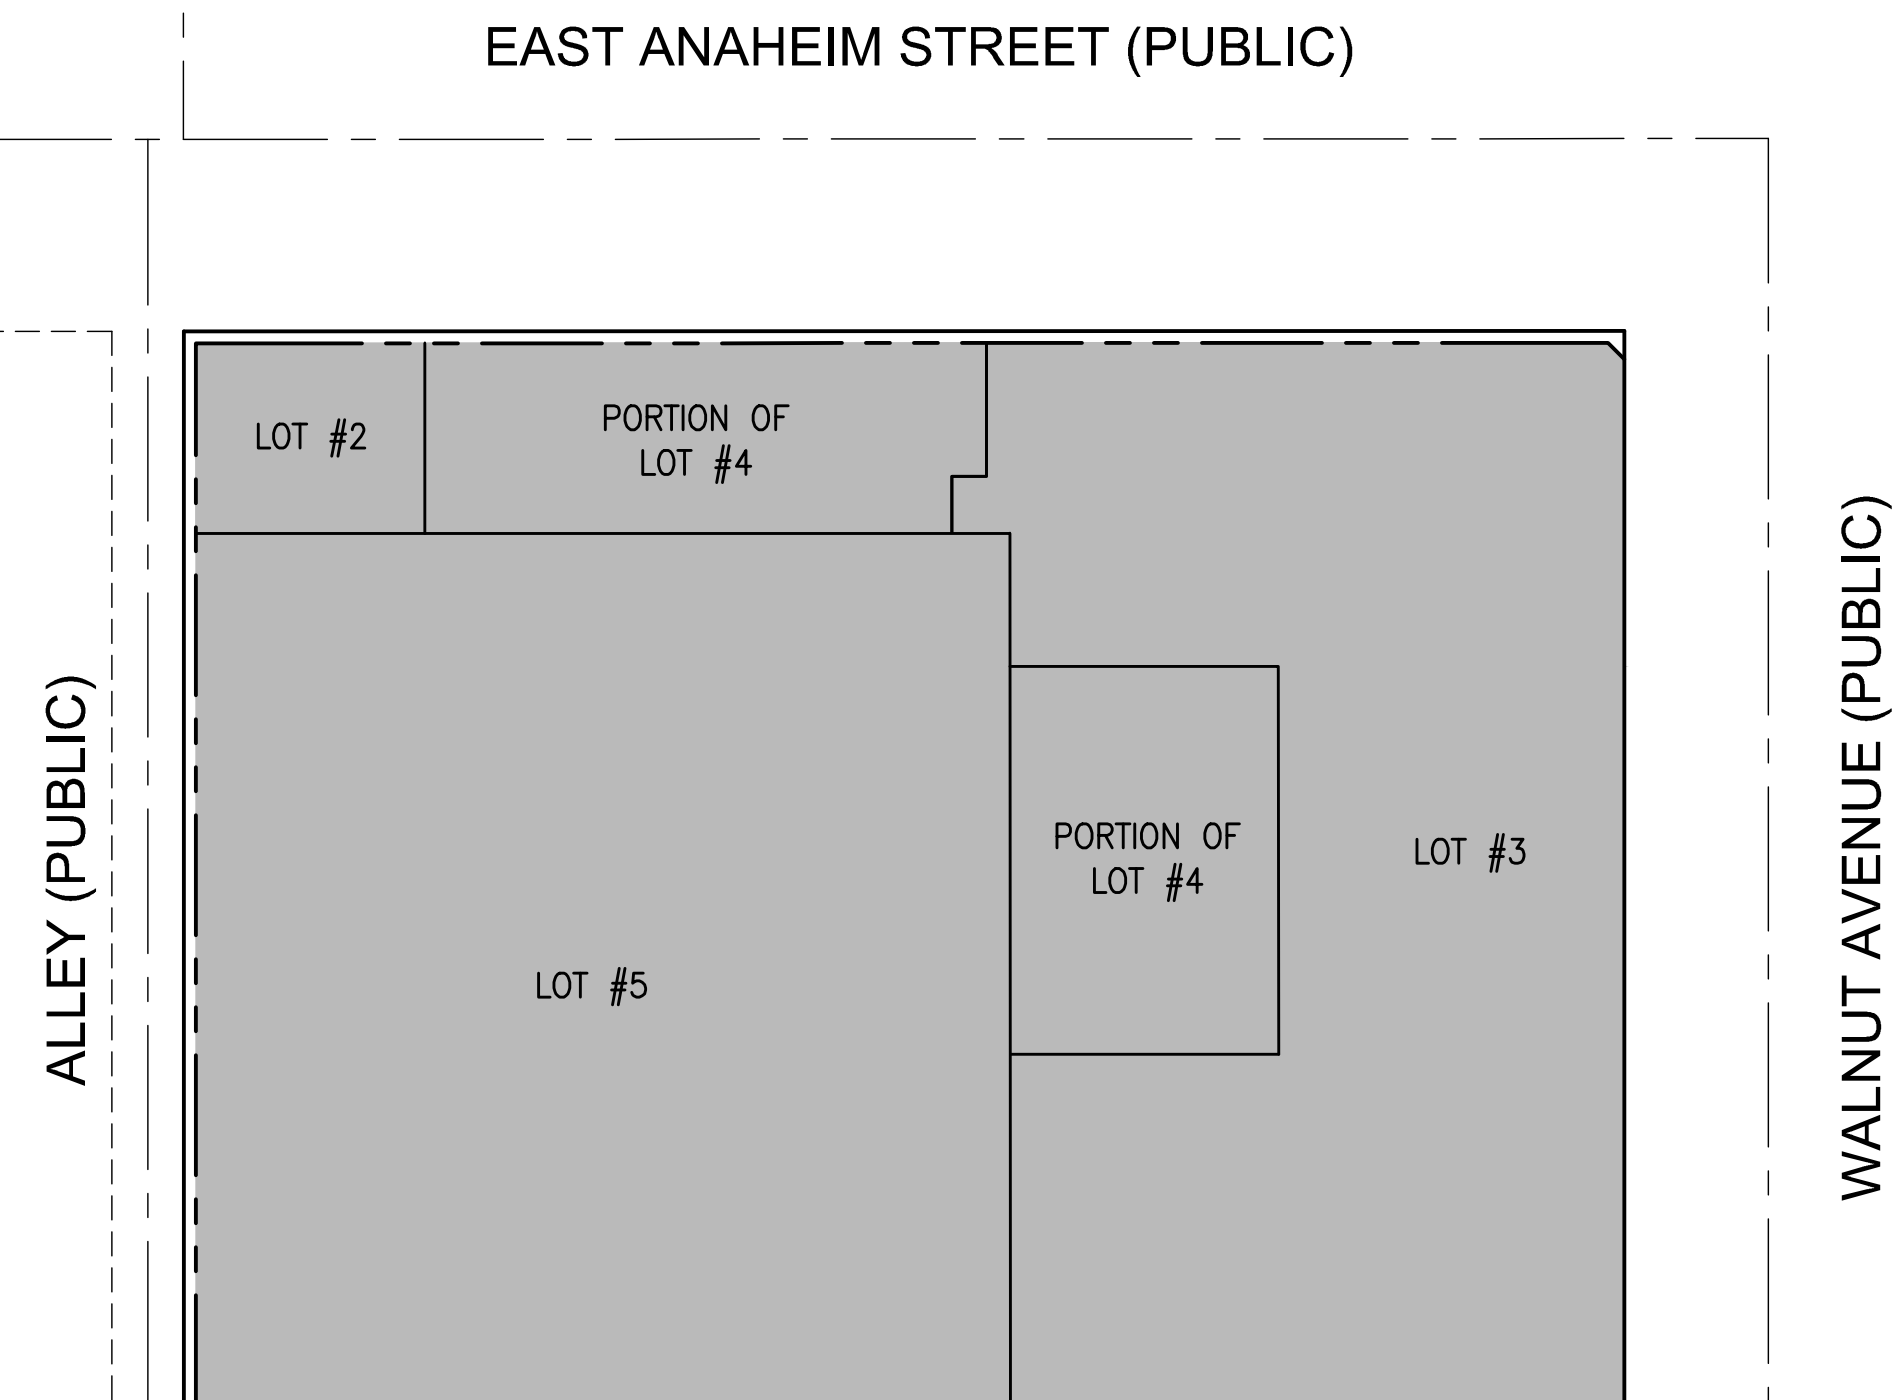 EAST ANAHEIM STREET (PUBLIC)
LOT #2
PORTION OF
LOT #4
ALLEY (PUBLIC)
LOT #5
PORTION OF
LOT #4
LOT #3
WALNUT AVENUE (PUBLIC)